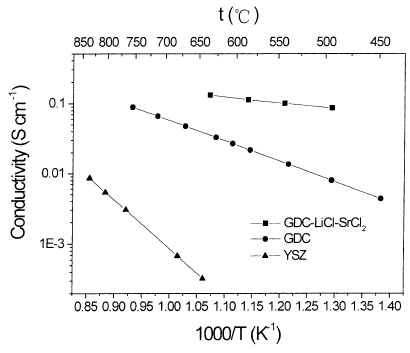 t (℃)
850 800 750 700 650 600 550 500 450
Conductivity (S cm⁻¹)
0.1
0.01
1E-3
GDC-LiCl-SrCl₂
GDC
YSZ
0.85 0.90 0.95 1.00 1.05 1.10 1.15 1.20 1.25 1.30 1.35 1.40
1000/T (K⁻¹)